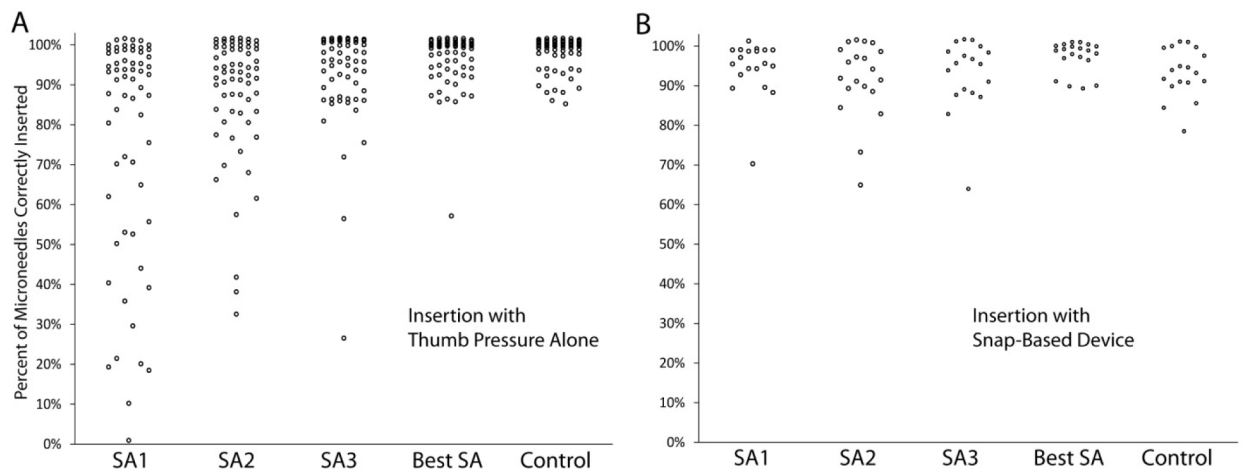 A
Percent of Microneedles Correctly Inserted
100%
90%
80%
70%
60%
50%
40%
30%
20%
10%
0%
Insertion with
Thumb Pressure Alone
SA1 SA2 SA3 Best SA Control
B
100%
90%
80%
70%
60%
50%
40%
30%
20%
10%
0%
Insertion with
Snap-Based Device
SA1 SA2 SA3 Best SA Control